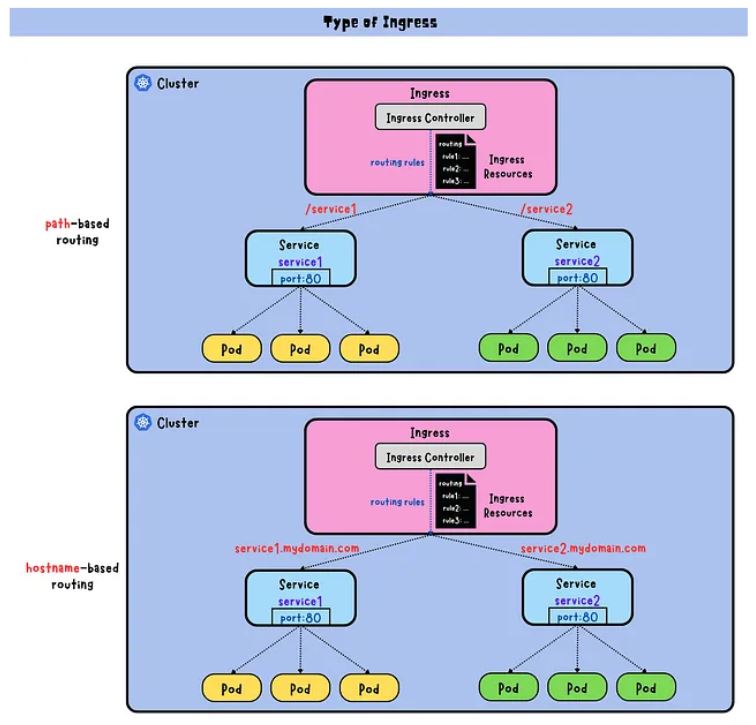 Type of Ingress
Cluster
Ingress
Ingress Controller
routing rules
routing
rule1: ...
rule2: ...
rule3: ...
Ingress
Resources
path-based
routing
/service1
/service2
Service
service1
port:80
Service
service2
port:80
Pod
Pod
Pod
Pod
Pod
Pod
Cluster
Ingress
Ingress Controller
routing rules
routing
rule1: ...
rule2: ...
rule3: ...
Ingress
Resources
hostname-based
routing
service1.mydomain.com
service2.mydomain.com
Service
service1
port:80
Service
service2
port:80
Pod
Pod
Pod
Pod
Pod
Pod